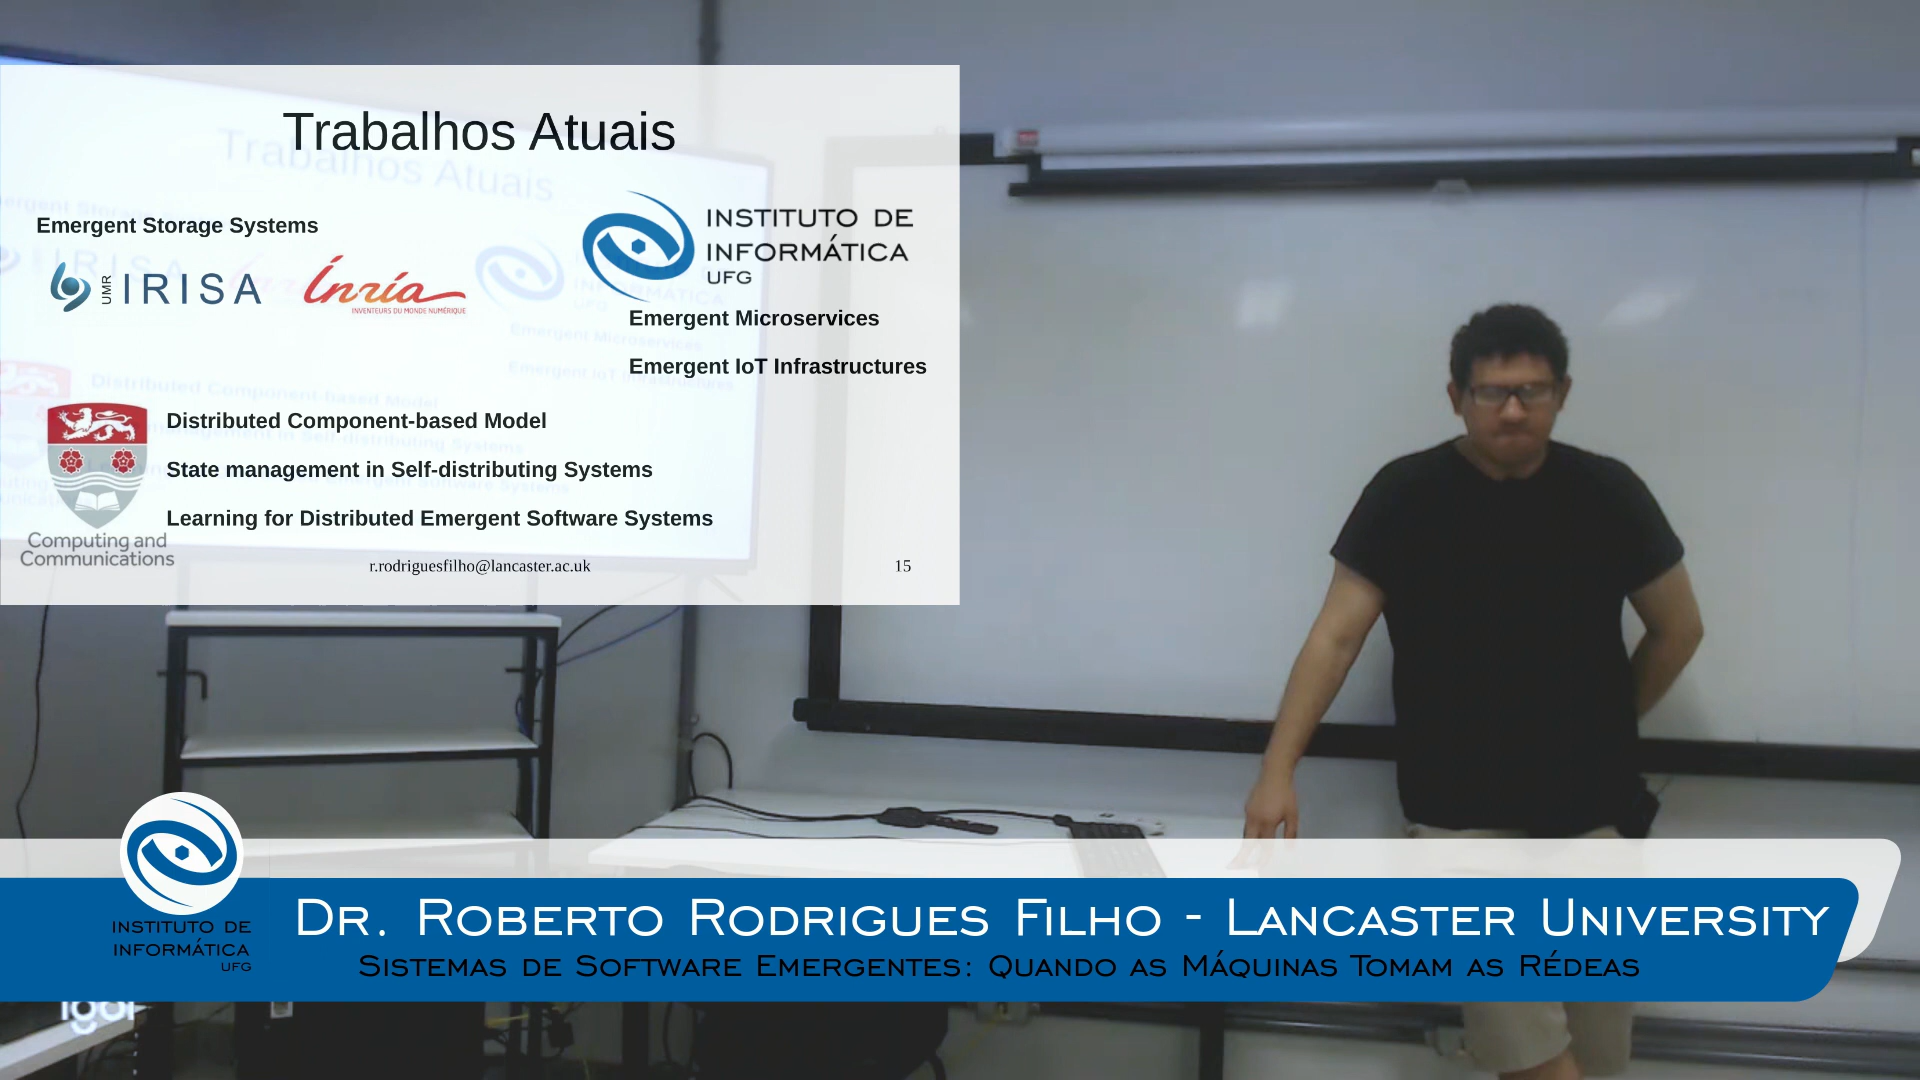 Trabalhos Atuais
Emergent Storage Systems
UMR IRISA
Inria
INVENTEURS DU MONDE NUMÉRIQUE
INSTITUTO DE
INFORMÁTICA
UFG
Emergent Microservices
Emergent IoT Infrastructures
Distributed Component-based Model
State management in Self-distributing Systems
Learning for Distributed Emergent Software Systems
Computing and
Communications
r.rodriguesfilho@lancaster.ac.uk
15
INSTITUTO DE
INFORMÁTICA
UFG
Dr. Roberto Rodrigues Filho - Lancaster University
Sistemas de Software Emergentes: Quando as Máquinas Tomam as Rédeas
igor